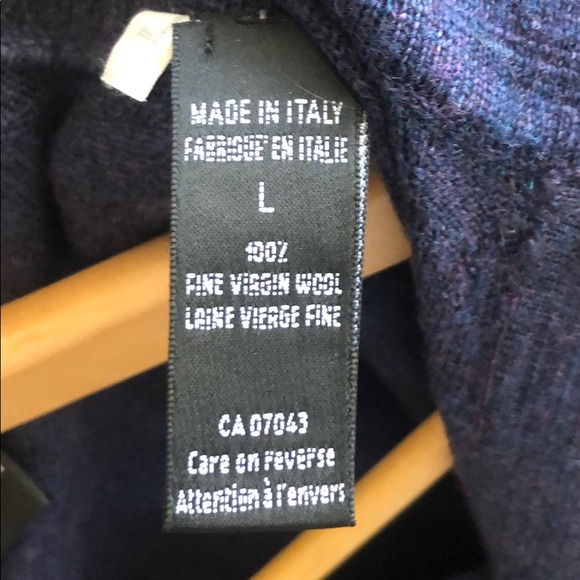 MADE IN ITALY
FABRIQUÉ EN ITALIE
L
100%
FINE VIRGIN WOOL
LAINE VIERGE FINE
CA 07043
Care on reverse
Attention à l'envers